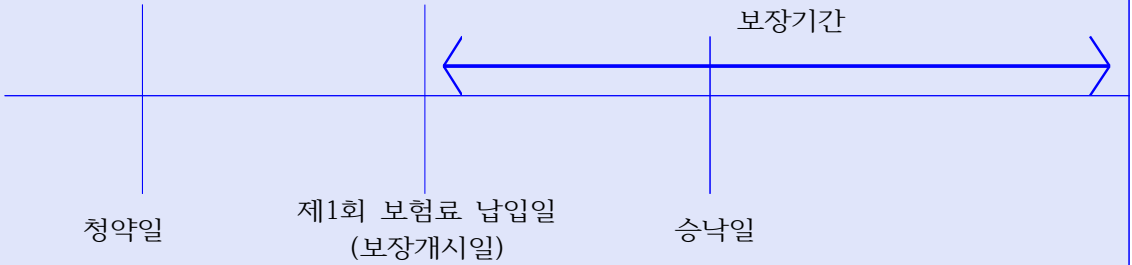 보장기간
청약일
제1회 보험료 납입일
(보장개시일)
승낙일